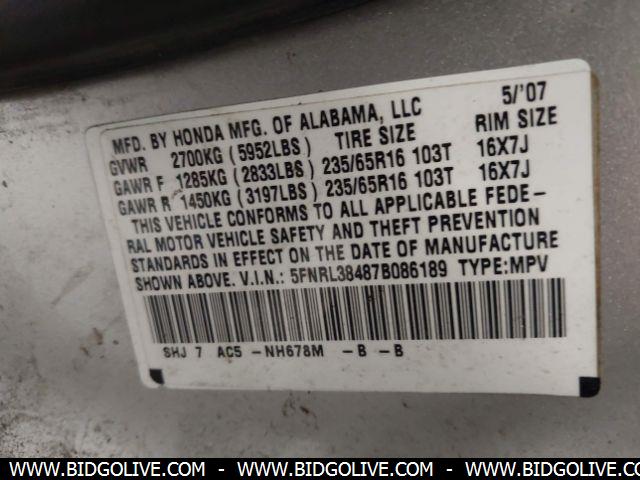 MFD. BY HONDA MFG. OF ALABAMA, LLC 5/'07
GVWR 2700KG (5952LBS) TIRE SIZE RIM SIZE
GAWR F 1285KG (2833LBS) 235/65R16 103T 16X7J
GAWR R 1450KG (3197LBS) 235/65R16 103T 16X7J
THIS VEHICLE CONFORMS TO ALL APPLICABLE FEDE-
RAL MOTOR VEHICLE SAFETY AND THEFT PREVENTION
STANDARDS IN EFFECT ON THE DATE OF MANUFACTURE
SHOWN ABOVE. V.I.N.: 5FNRL38487B086189 TYPE:MPV
SHJ 7 AC5 -NH678M -B -B
WWW.BIDGOLIVE.COM - WWW.BIDGOLIVE.COM - WWW.BIDGOLIVE.COM